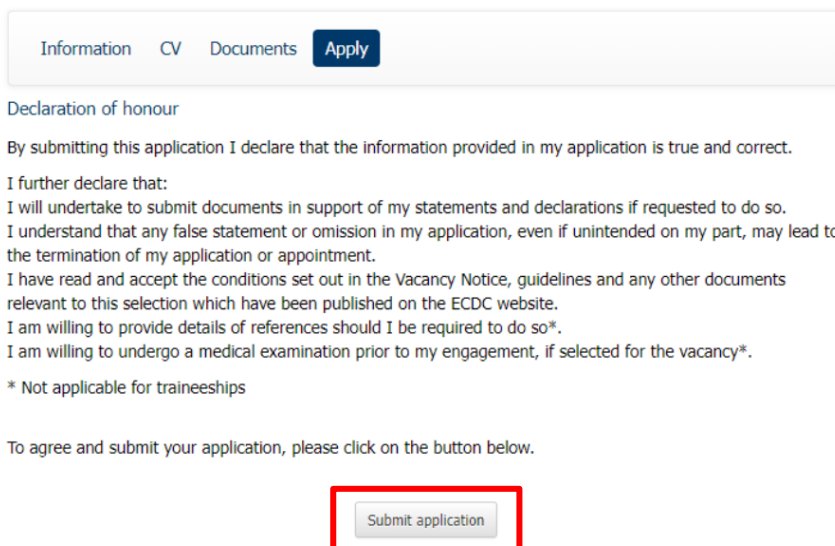 Information CV Documents Apply
Declaration of honour
By submitting this application I declare that the information provided in my application is true and correct.
I further declare that:
I will undertake to submit documents in support of my statements and declarations if requested to do so.
I understand that any false statement or omission in my application, even if unintended on my part, may lead to
the termination of my application or appointment.
I have read and accept the conditions set out in the Vacancy Notice, guidelines and any other documents
relevant to this selection which have been published on the ECDC website.
I am willing to provide details of references should I be required to do so*.
I am willing to undergo a medical examination prior to my engagement, if selected for the vacancy*.
* Not applicable for traineeships
To agree and submit your application, please click on the button below.
Submit application